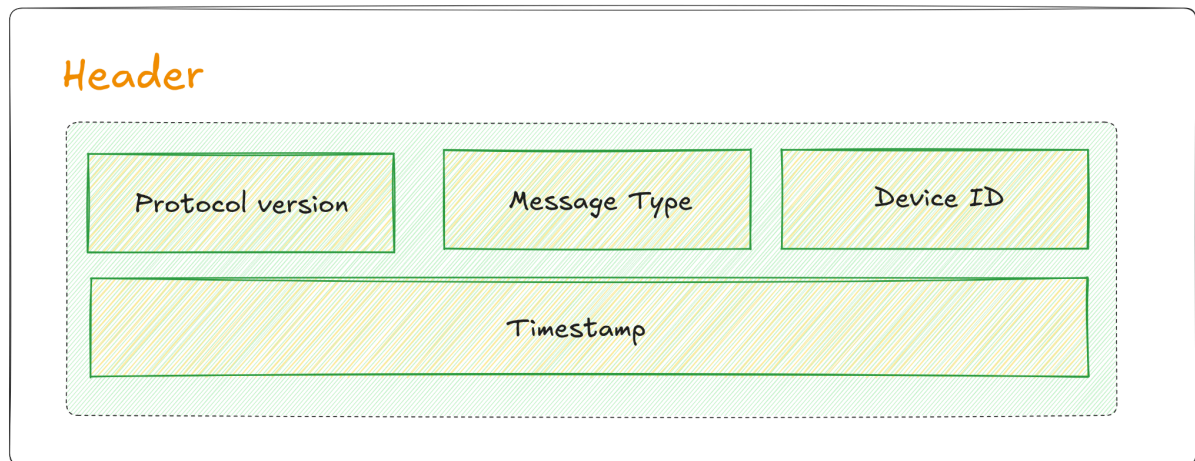 Header
Protocol version
Message Type
Device ID
Timestamp